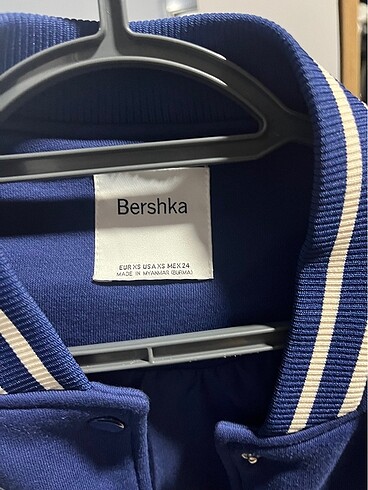 Bershka
EUR XS USA XS MEX 24
MADE IN MYANMAR (BURMA)